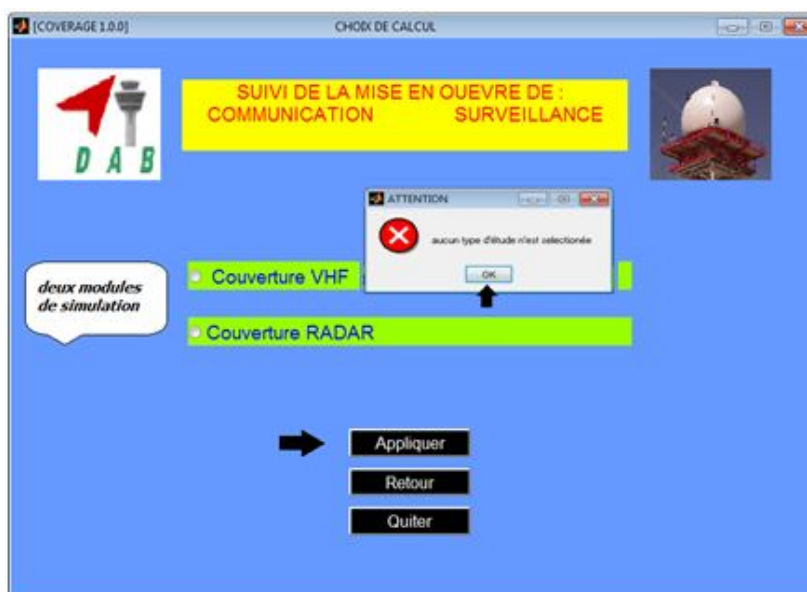 [COVERAGE 1.0.0]
CHOIX DE CALCUL
DAB
SUIVI DE LA MISE EN OUEVRE DE :
COMMUNICATION SURVEILLANCE
ATTENTION
aucun type d'étude n'est selectionée
OK
deux modules
de simulation
Couverture VHF
Couverture RADAR
Appliquer
Retour
Quiter